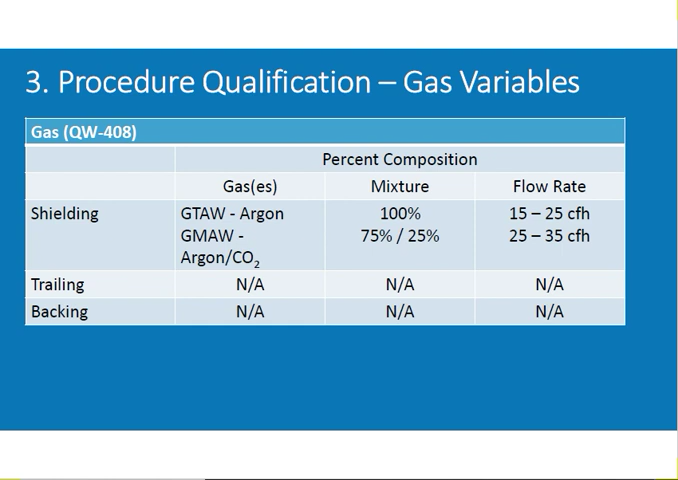 3. Procedure Qualification – Gas Variables
Gas (QW-408)
Percent Composition
Gas(es) Mixture Flow Rate
Shielding GTAW - Argon 100% 15 – 25 cfh
GMAW - 75% / 25% 25 – 35 cfh
Argon/CO₂
Trailing N/A N/A N/A
Backing N/A N/A N/A